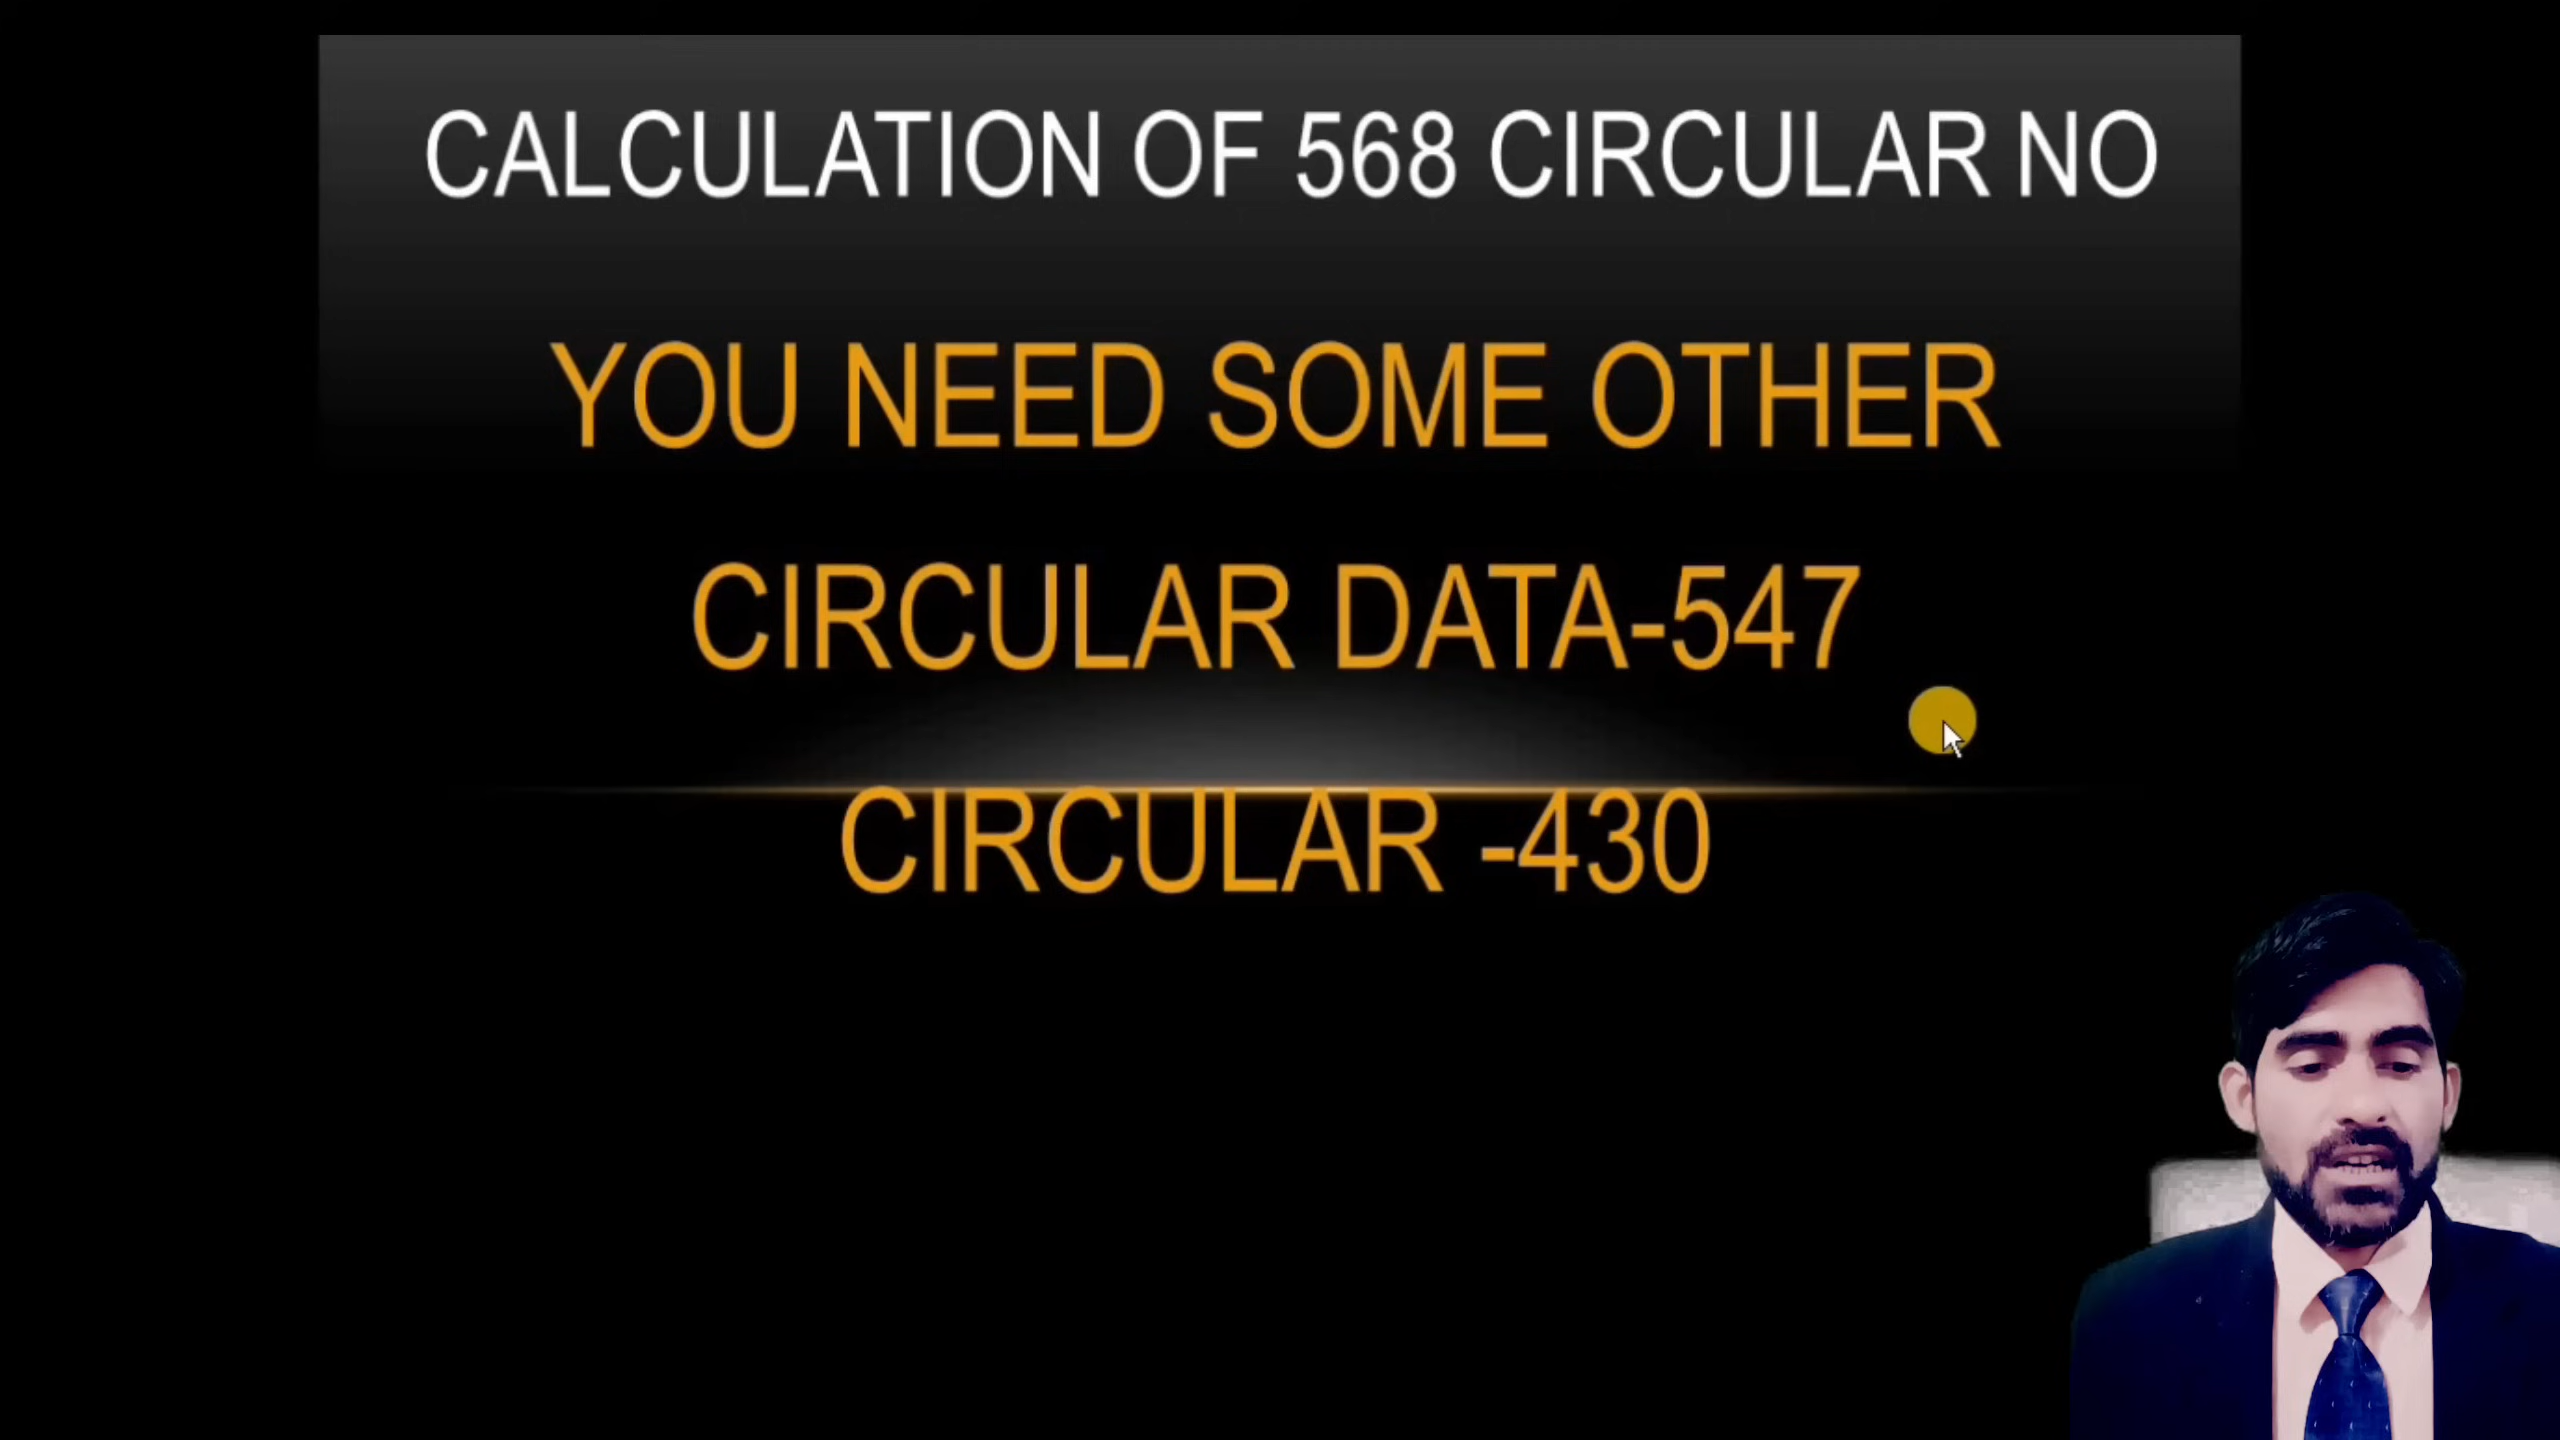 CALCULATION OF 568 CIRCULAR NO
YOU NEED SOME OTHER
CIRCULAR DATA-547
CIRCULAR -430